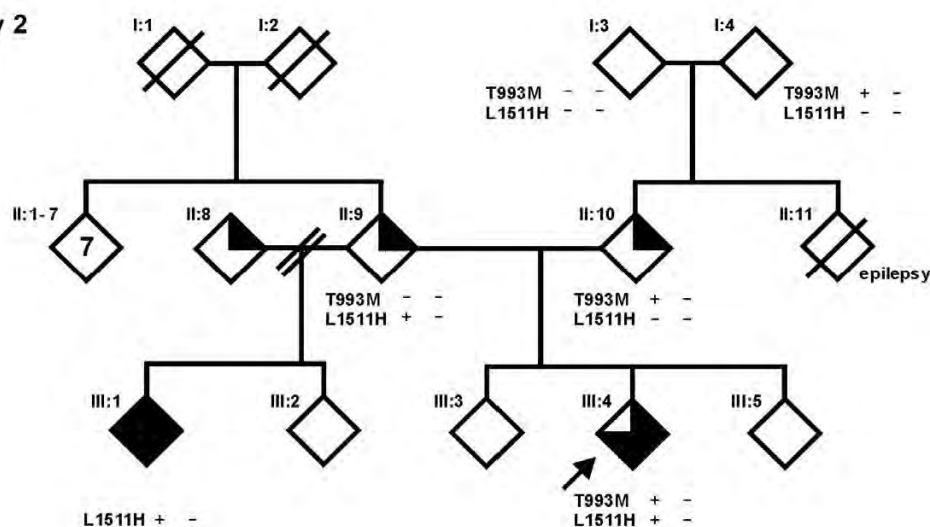 y 2
I:1
I:2
I:3
I:4
T993M - -
L1511H - -
T993M + -
L1511H - -
II:1-7
II:8
II:9
II:10
II:11
7
epilepsy
T993M - -
L1511H + -
T993M + -
L1511H - -
III:1
III:2
III:3
III:4
III:5
L1511H + -
T993M + -
L1511H + -